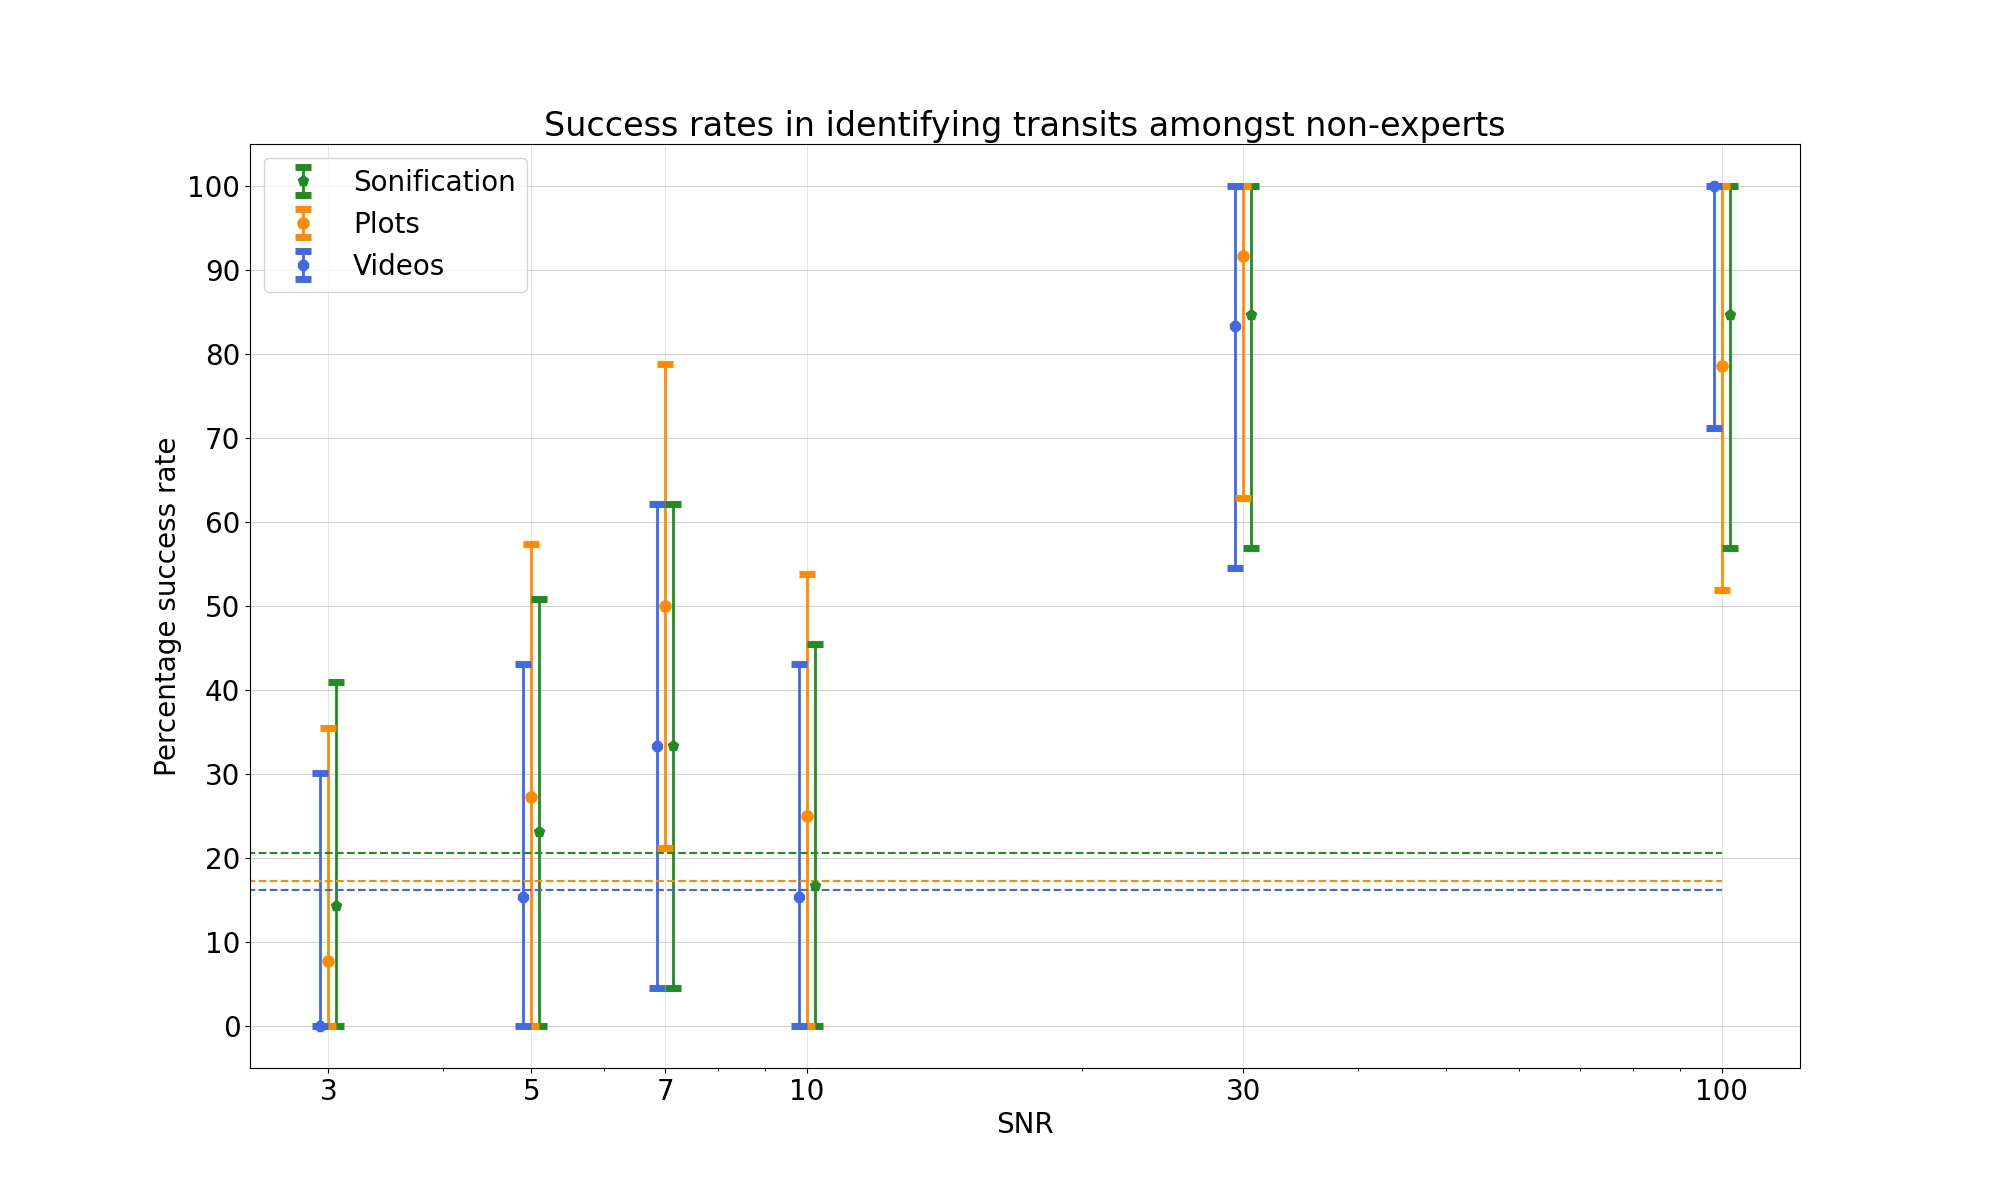 Success rates in identifying transits amongst non-experts
Sonification
Plots
Videos
100
90
80
70
60
50
40
30
20
10
0
Percentage success rate
3 5 7 10 30 100
SNR